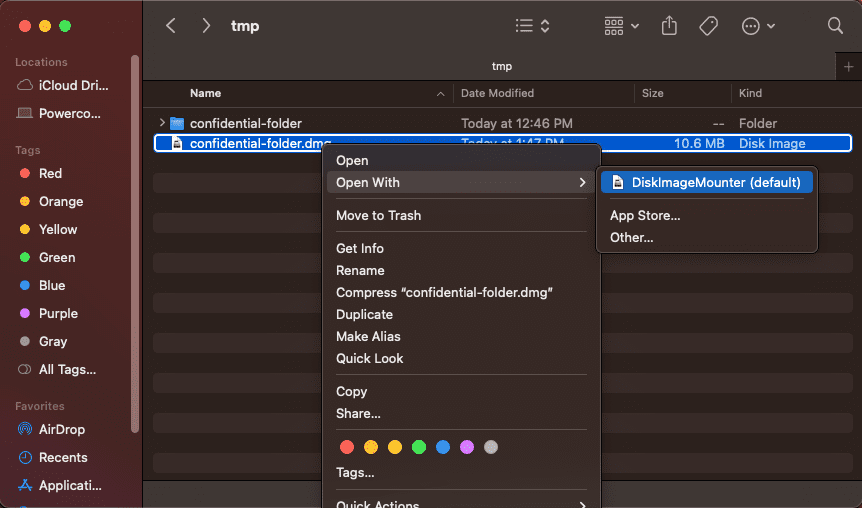 tmp
tmp
Locations
iCloud Dri...
Powerco...
Tags
Red
Orange
Yellow
Green
Blue
Purple
Gray
All Tags...
Favorites
AirDrop
Recents
Applicati...
Name
Date Modified
Size
Kind
confidential-folder
Today at 12:46 PM
--
Folder
confidential-folder.dmg
Today at 1:47 PM
10.6 MB
Disk Image
Open
Open With
Move to Trash
Get Info
Rename
Compress “confidential-folder.dmg”
Duplicate
Make Alias
Quick Look
Copy
Share...
Tags...
Quick Actions
DiskImageMounter (default)
App Store...
Other...